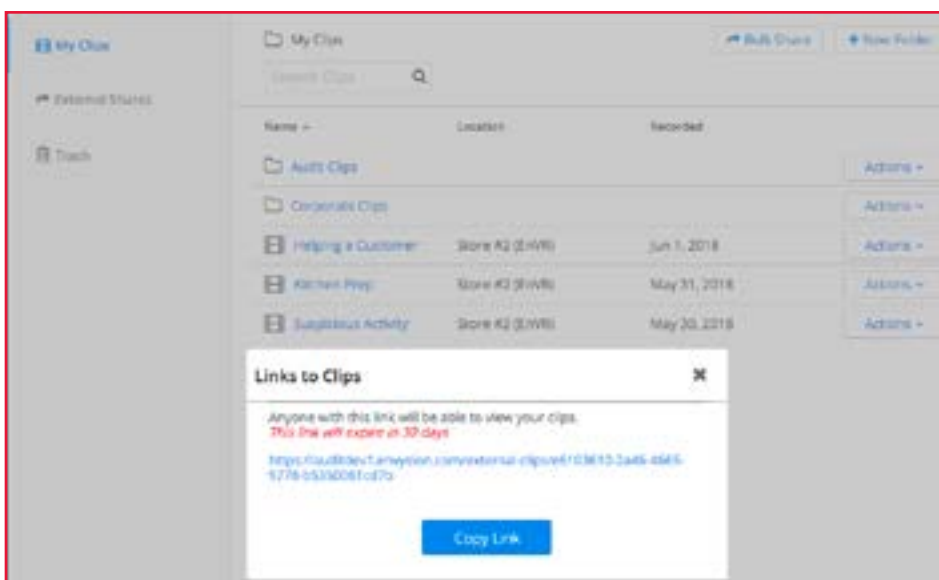 My Clips
External Shares
Trash
My Clips
Bulk Share
New Folder
Search Clips
Name Location Recorded
Audit Clips Actions
Corporate Clips Actions
Helping a Customer Store #2 (EnVR) Jun 1, 2018 Actions
Kitchen Prep Store #2 (EnVR) May 31, 2018 Actions
Suspicious Activity Store #2 (EnVR) May 20, 2018 Actions
Links to Clips
Anyone with this link will be able to view your clips.
This link will expire in 30 days
Copy Link